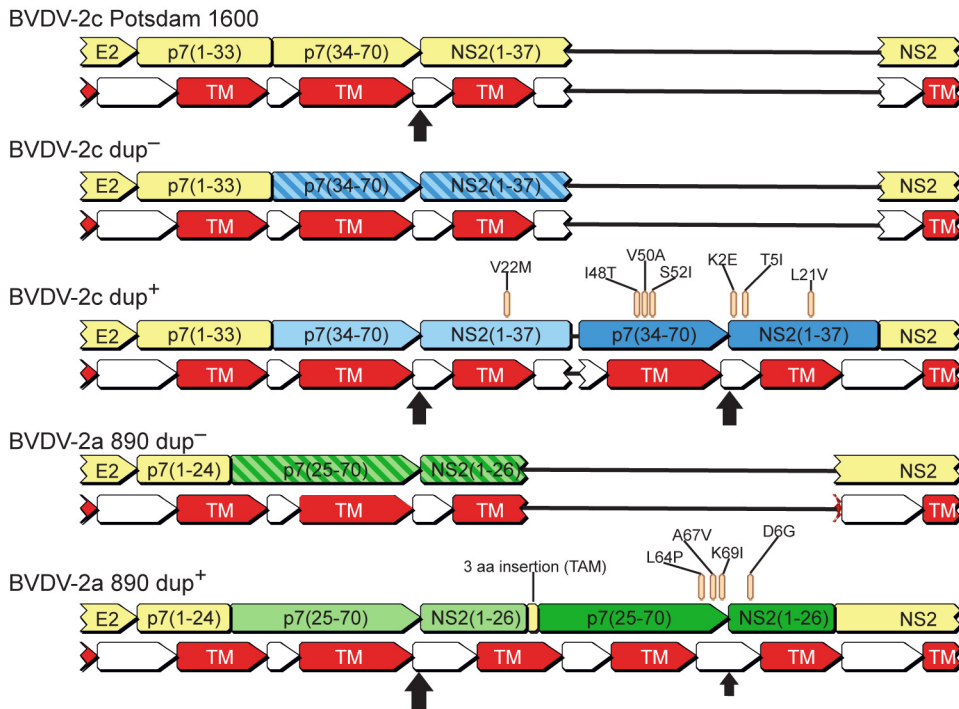 BVDV-2c Potsdam 1600
E2 p7(1-33) p7(34-70) NS2(1-37) NS2
TM TM TM TM
BVDV-2c dup⁻
E2 p7(1-33) p7(34-70) NS2(1-37) NS2
TM TM TM TM
V22M I48T V50A S52I K2E T5I L21V
BVDV-2c dup⁺
E2 p7(1-33) p7(34-70) NS2(1-37) p7(34-70) NS2(1-37) NS2
TM TM TM TM TM TM
BVDV-2a 890 dup⁻
E2 p7(1-24) p7(25-70) NS2(1-26) NS2
TM TM TM TM
3 aa insertion (TAM) L64P A67V K69I D6G
BVDV-2a 890 dup⁺
E2 p7(1-24) p7(25-70) NS2(1-26) p7(25-70) NS2(1-26) NS2
TM TM TM TM TM TM